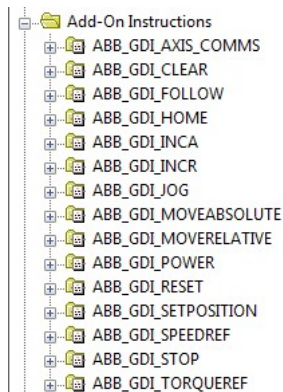 Add-On Instructions
ABB_GDI_AXIS_COMMS
ABB_GDI_CLEAR
ABB_GDI_FOLLOW
ABB_GDI_HOME
ABB_GDI_INCA
ABB_GDI_INCR
ABB_GDI_JOG
ABB_GDI_MOVEABSOLUTE
ABB_GDI_MOVERELATIVE
ABB_GDI_POWER
ABB_GDI_RESET
ABB_GDI_SETPOSITION
ABB_GDI_SPEEDREF
ABB_GDI_STOP
ABB_GDI_TORQUEREF